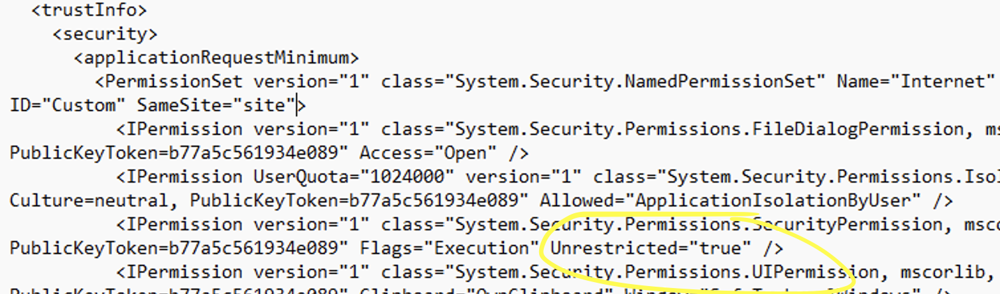 <trustInfo>
<security>
<applicationRequestMinimum>
<PermissionSet version="1" class="System.Security.NamedPermissionSet" Name="Internet"
ID="Custom" SameSite="site">
<IPermission version="1" class="System.Security.Permissions.FileDialogPermission,
PublicKeyToken=b77a5c561934e089" Access="Open" />
<IPermission UserQuota="1024000" version="1" class="System.Security.Permissions.Isol
Culture=neutral, PublicKeyToken=b77a5c561934e089" Allowed="ApplicationIsolationByUser" />
<IPermission version="1" class="System.Security.Permissions.SecurityPermission, msco
PublicKeyToken=b77a5c561934e089" Flags="Execution" Unrestricted="true" />
<IPermission version="1" class="System.Security.Permissions.UIPermission, mscorlib,